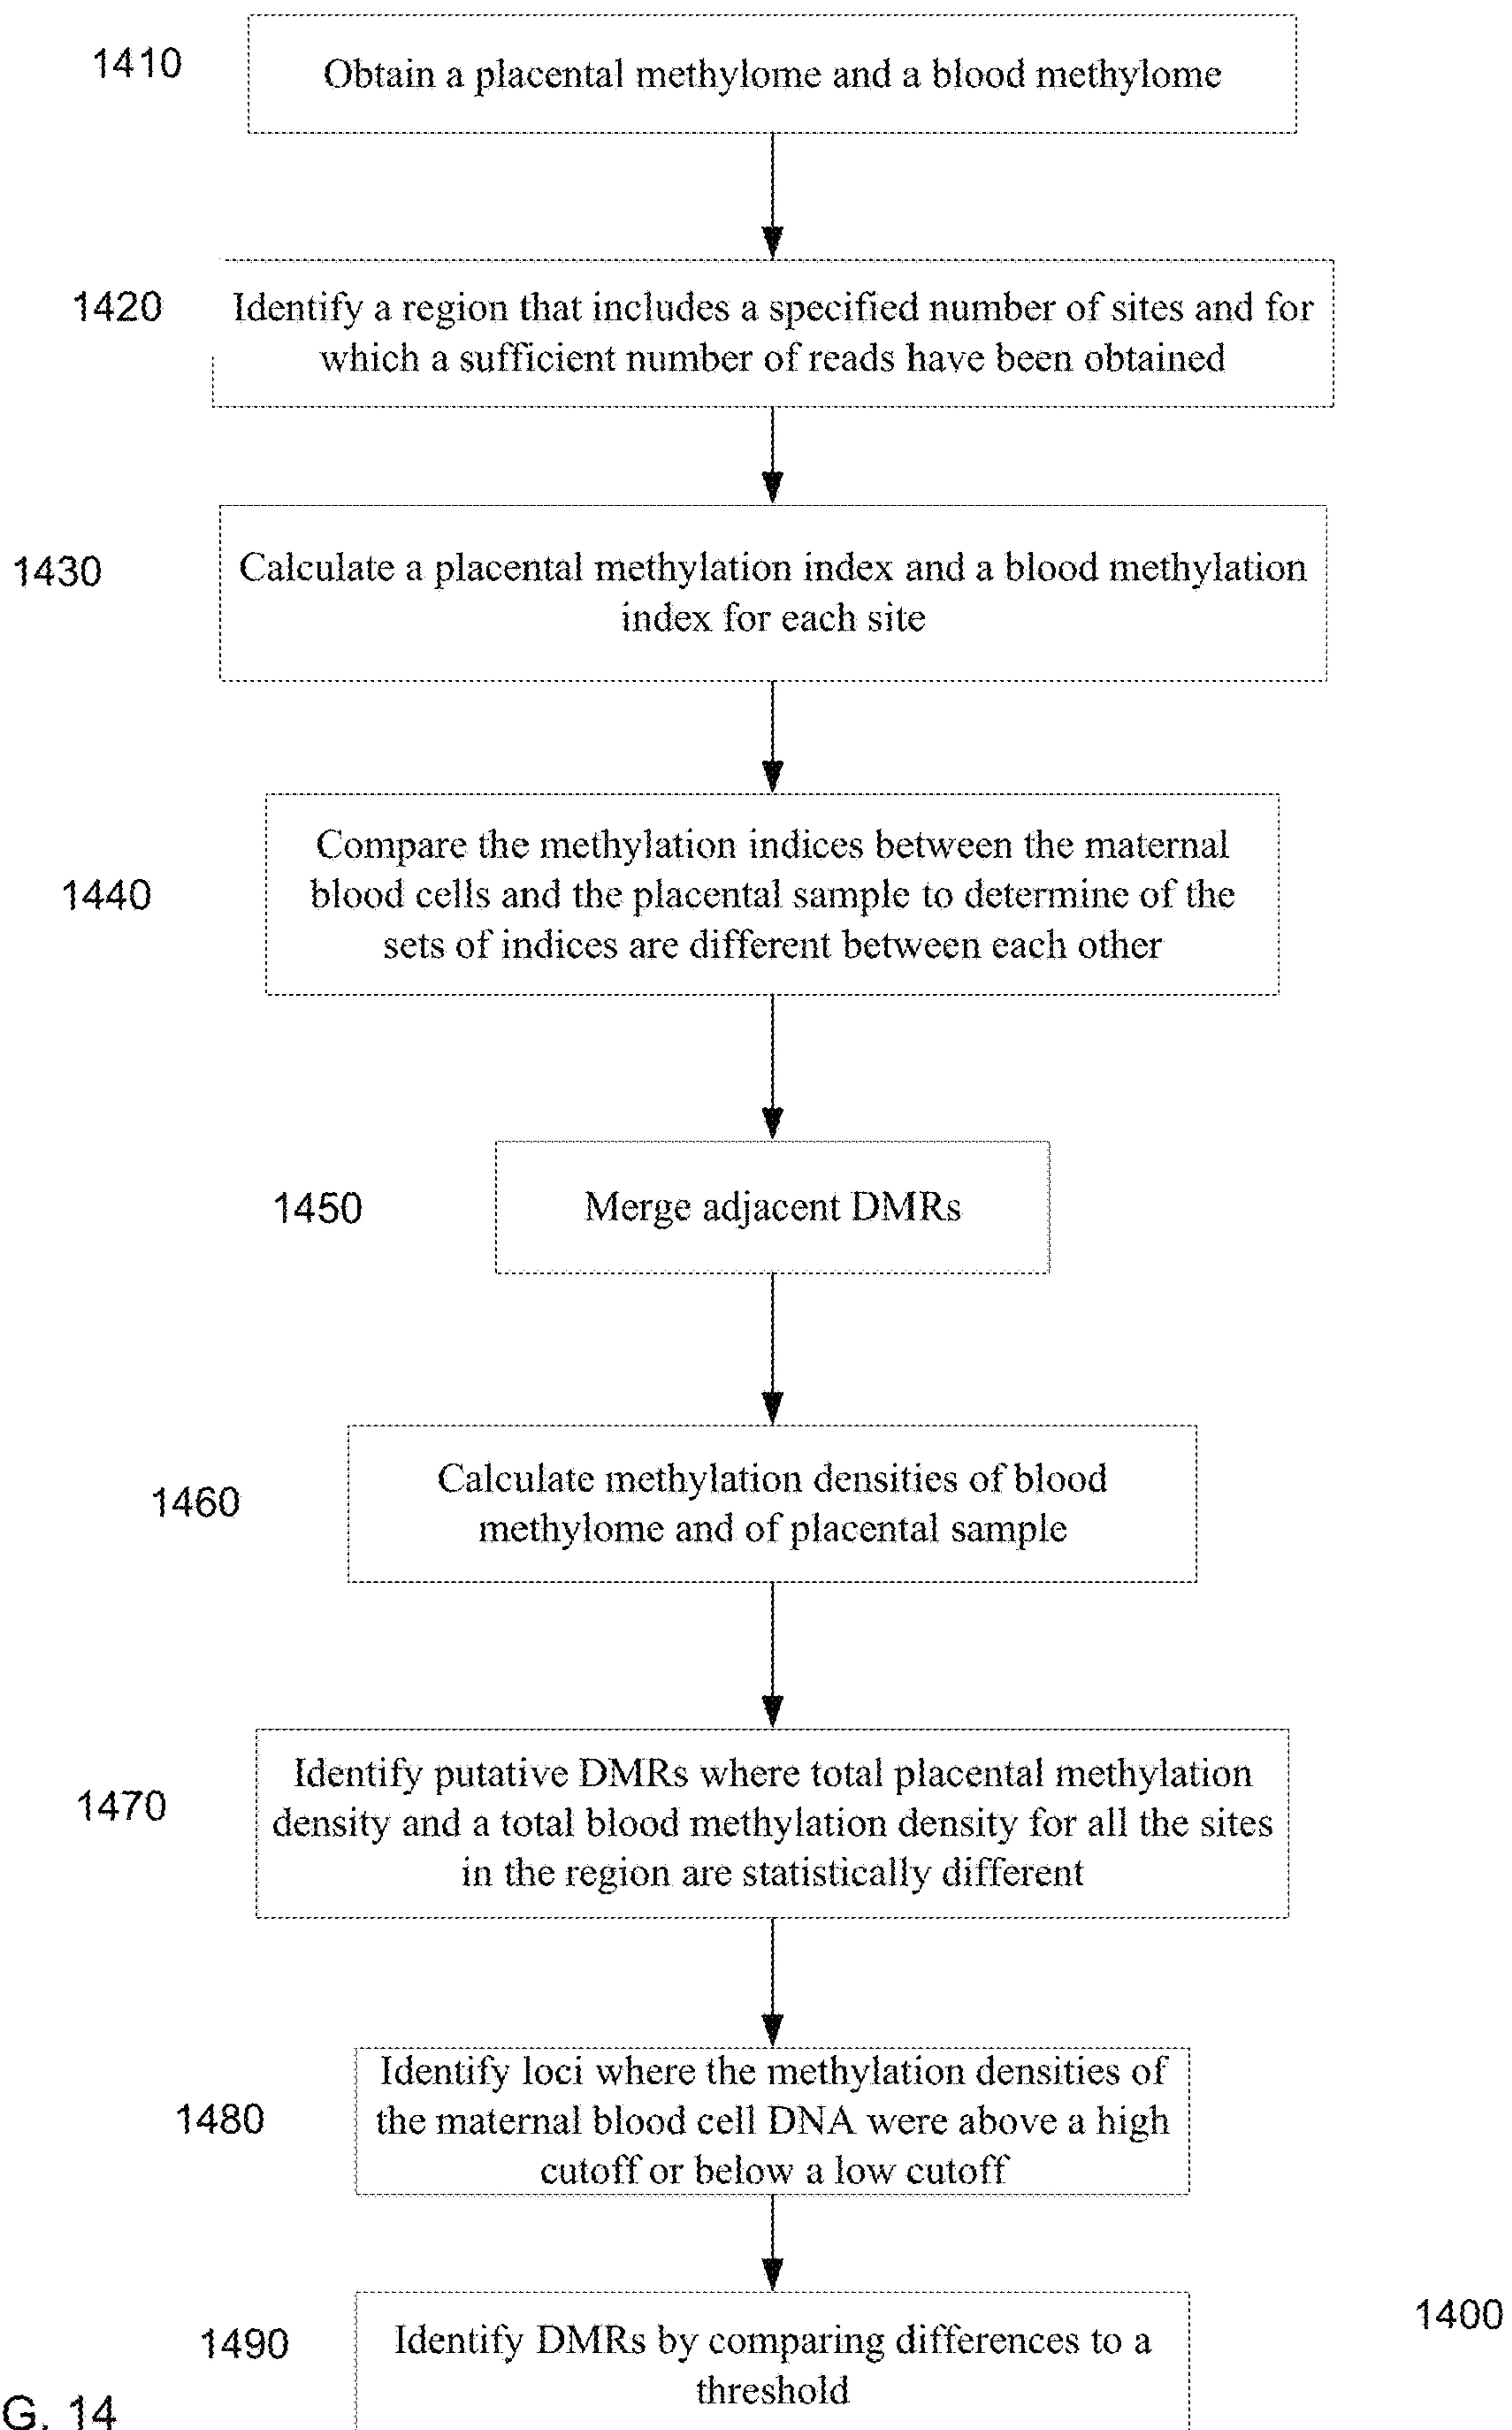 1410
Obtain a placental methylome and a blood methylome
1420
Identify a region that includes a specified number of sites and for
which a sufficient number of reads have been obtained
1430
Calculate a placental methylation index and a blood methylation
index for each site
1440
Compare the methylation indices between the maternal
blood cells and the placental sample to determine of the
sets of indices are different between each other
1450
Merge adjacent DMRs
1460
Calculate methylation densities of blood
methylome and of placental sample
1470
Identify putative DMRs where total placental methylation
density and a total blood methylation density for all the sites
in the region are statistically different
1480
Identify loci where the methylation densities of
the maternal blood cell DNA were above a high
cutoff or below a low cutoff
1490
Identify DMRs by comparing differences to a
threshold
1400
G. 14